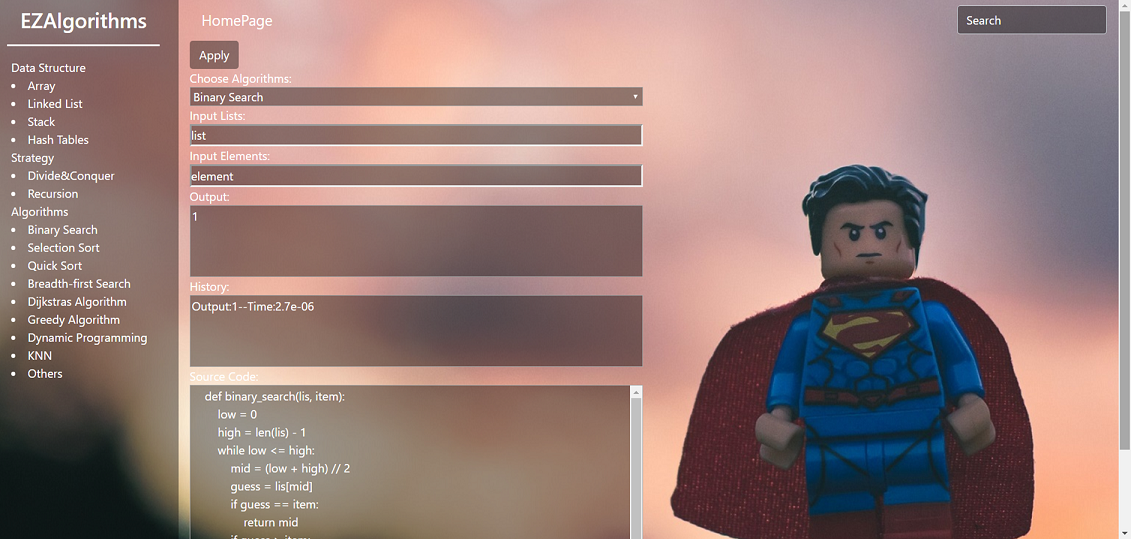 EZAlgorithms
Data Structure
Array
Linked List
Stack
Hash Tables
Strategy
Divide&Conquer
Recursion
Algorithms
Binary Search
Selection Sort
Quick Sort
Breadth-first Search
Dijkstras Algorithm
Greedy Algorithm
Dynamic Programming
KNN
Others
HomePage
Search
Apply
Choose Algorithms:
Binary Search
Input Lists:
list
Input Elements:
element
Output:
1
History:
Output:1--Time:2.7e-06
Source Code:
def binary_search(lis, item):
low = 0
high = len(lis) - 1
while low <= high:
mid = (low + high) // 2
guess = lis[mid]
if guess == item:
return mid